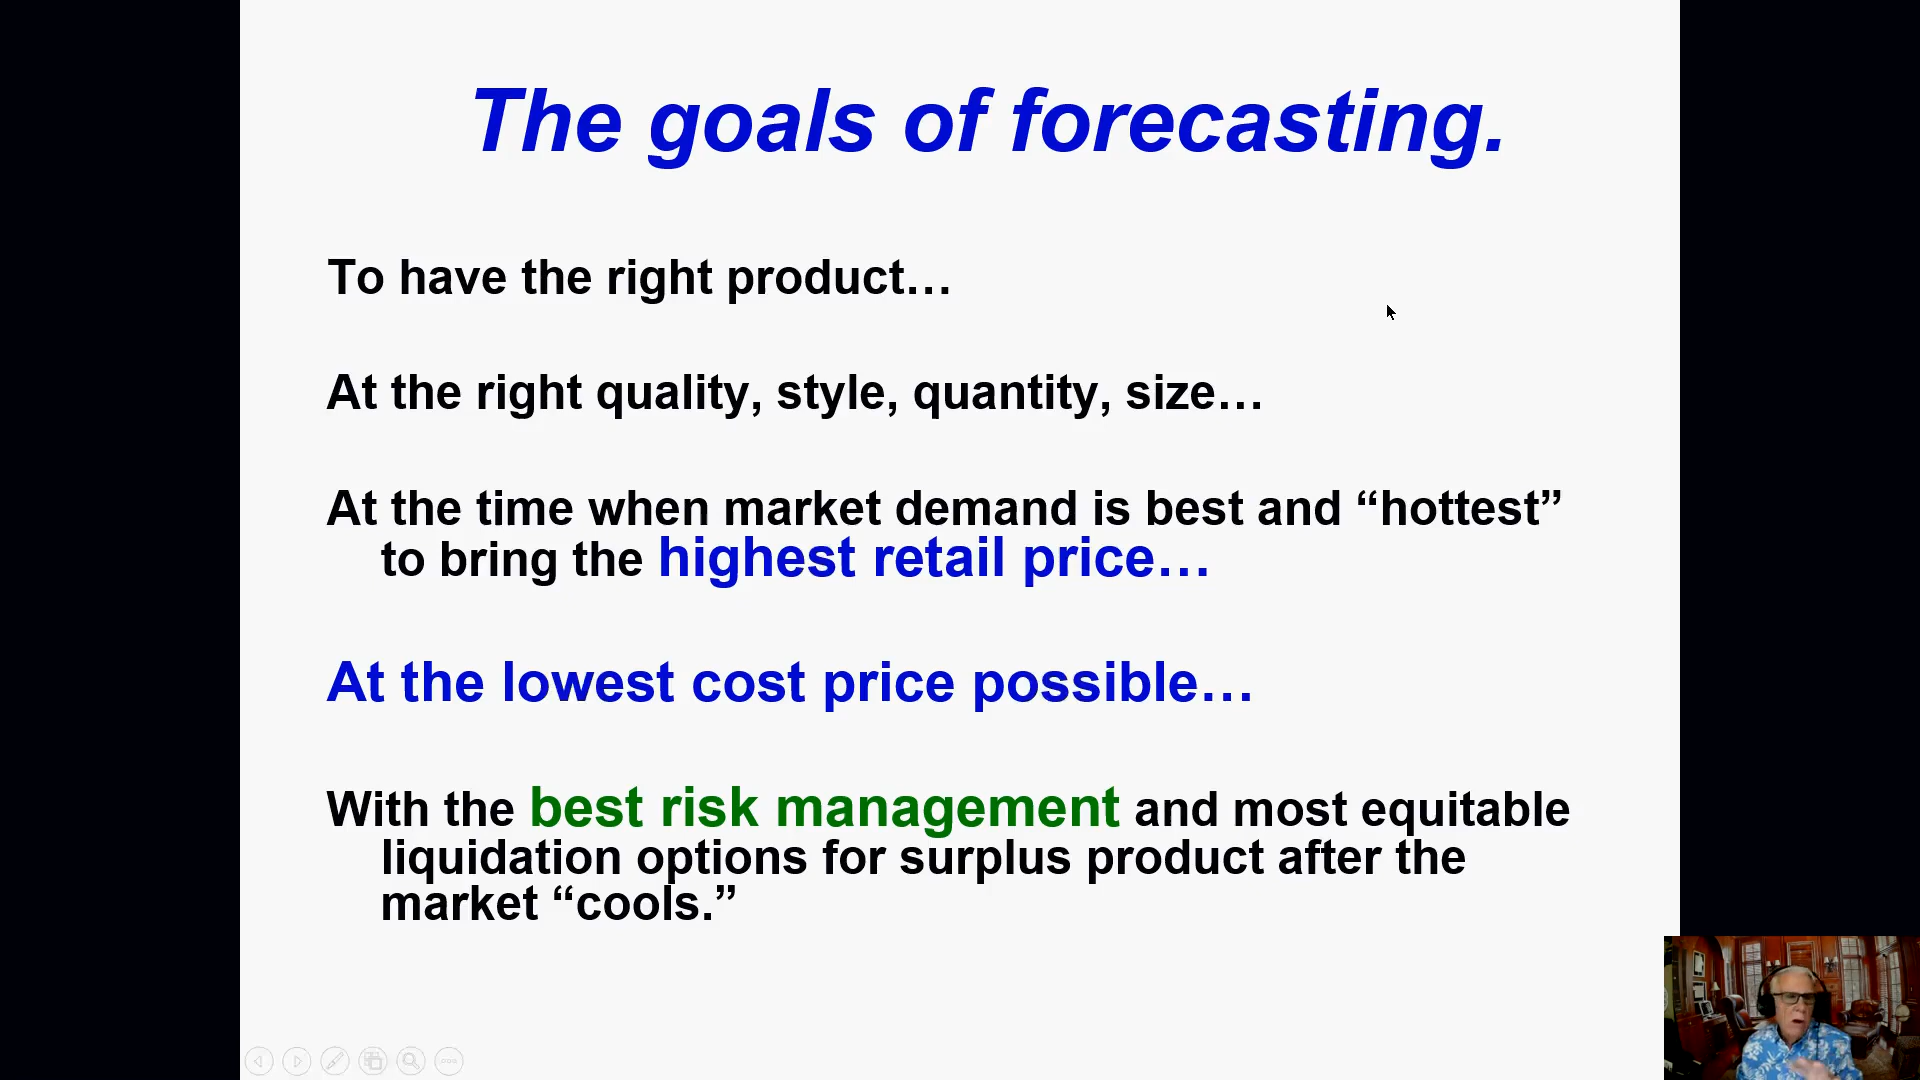 The goals of forecasting.
To have the right product…
At the right quality, style, quantity, size…
At the time when market demand is best and “hottest”
to bring the highest retail price…
At the lowest cost price possible…
With the best risk management and most equitable
liquidation options for surplus product after the
market “cools.”